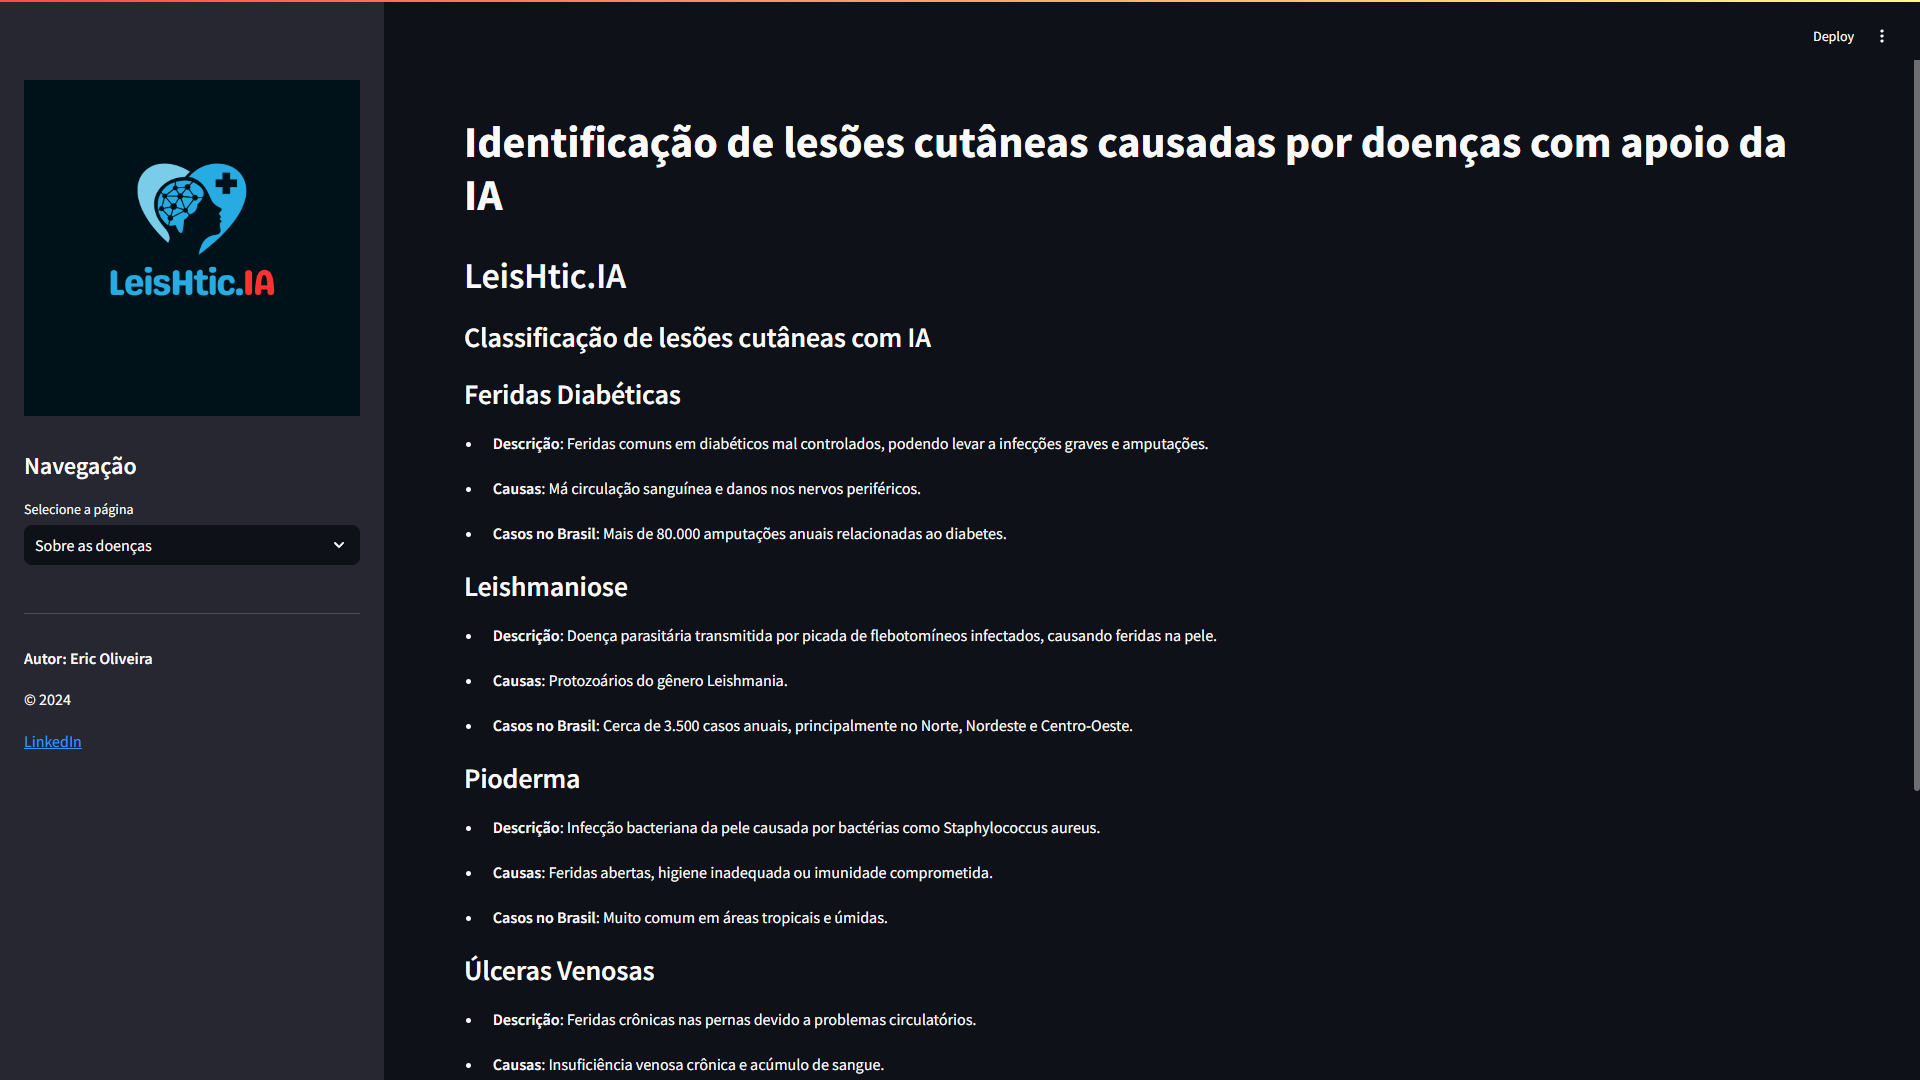 Deploy
LeisHtic.IA
Navegação
Selecione a página
Sobre as doenças
Autor: Eric Oliveira
© 2024
LinkedIn
Identificação de lesões cutâneas causadas por doenças com apoio da
IA
LeisHtic.IA
Classificação de lesões cutâneas com IA
Feridas Diabéticas
• Descrição: Feridas comuns em diabéticos mal controlados, podendo levar a infecções graves e amputações.
• Causas: Má circulação sanguínea e danos nos nervos periféricos.
• Casos no Brasil: Mais de 80.000 amputações anuais relacionadas ao diabetes.
Leishmaniose
• Descrição: Doença parasitária transmitida por picada de flebotomíneos infectados, causando feridas na pele.
• Causas: Protozoários do gênero Leishmania.
• Casos no Brasil: Cerca de 3.500 casos anuais, principalmente no Norte, Nordeste e Centro-Oeste.
Pioderma
• Descrição: Infecção bacteriana da pele causada por bactérias como Staphylococcus aureus.
• Causas: Feridas abertas, higiene inadequada ou imunidade comprometida.
• Casos no Brasil: Muito comum em áreas tropicais e úmidas.
Úlceras Venosas
• Descrição: Feridas crônicas nas pernas devido a problemas circulatórios.
• Causas: Insuficiência venosa crônica e acúmulo de sangue.